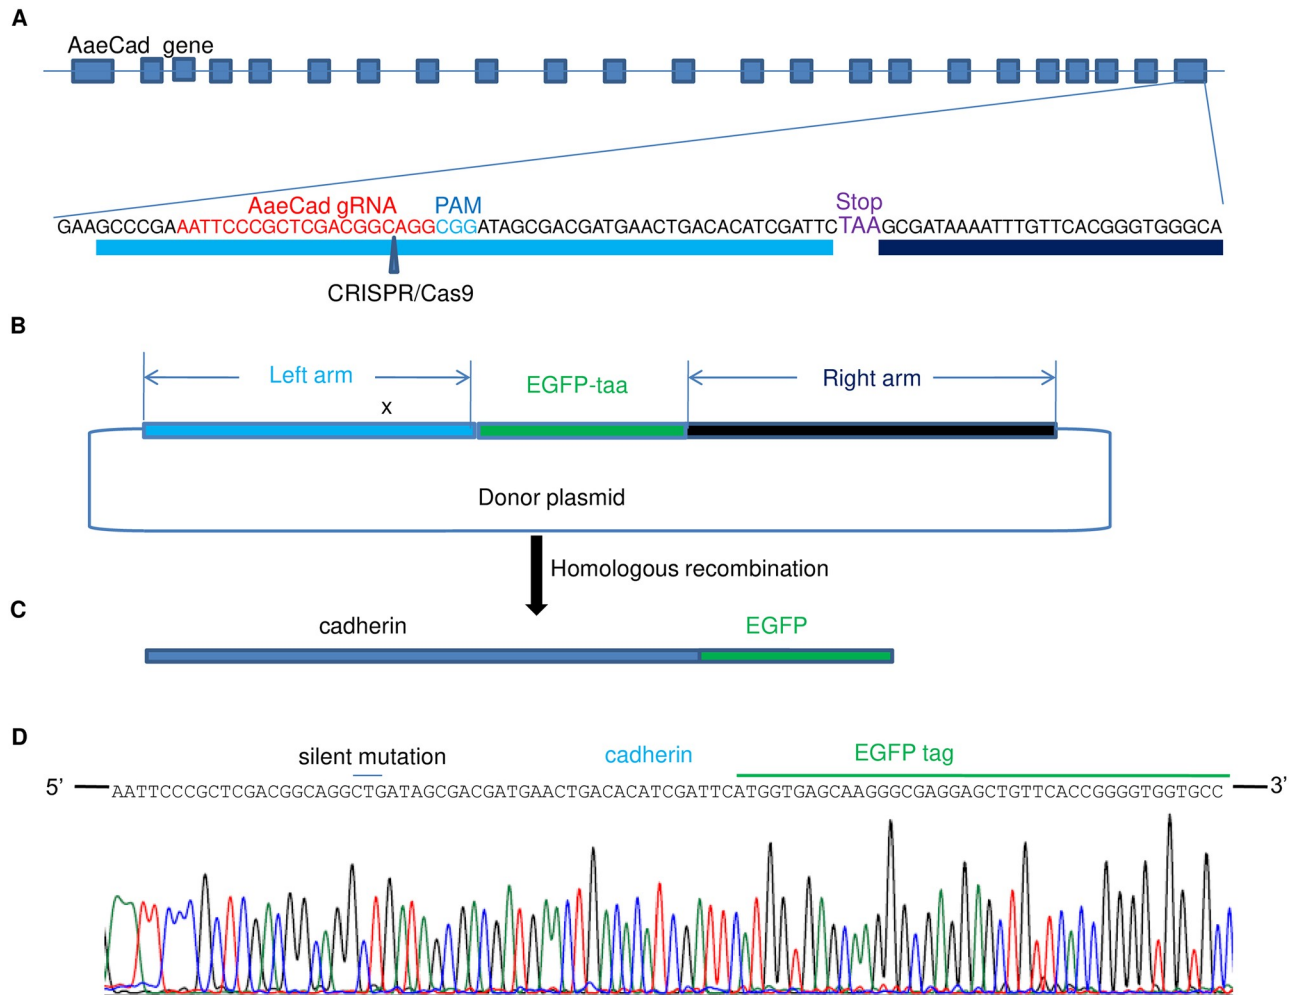 A
AaeCad gene
AaeCad gRNA PAM Stop
GAAGCCCGAAATTCCCGCTCGACGGCAGGCGGATAGCGACGATGAACTGACACATCGATTCTAAGCGATAAAATTTGTTCACGGGTGGGCA
CRISPR/Cas9
B
Left arm EGFP-taa Right arm
x
Donor plasmid
Homologous recombination
C
cadherin EGFP
D
silent mutation cadherin EGFP tag
5’ AATTCCCGCTCGACGGCAGGCTGATAGCGACGATGAACTGACACATCGATTCATGGTGAGCAAGGGCGAGGAGCTGTTCACCGGGGTGGTGCC 3’